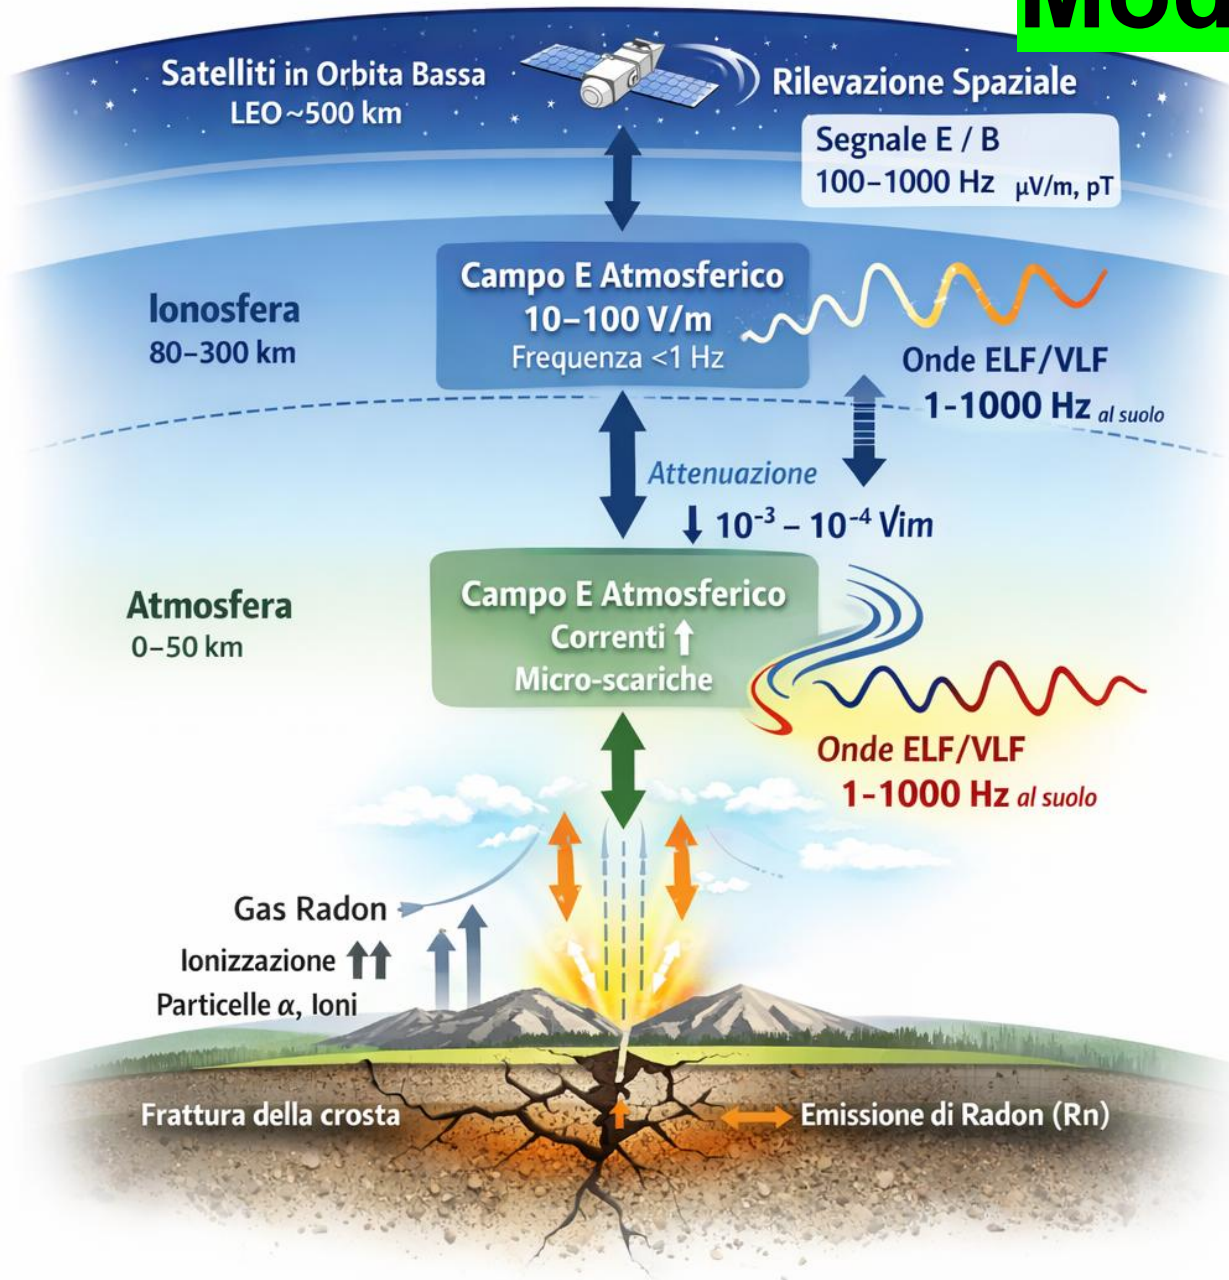 Mod
Satelliti in Orbita Bassa
LEO ~500 km
Rilevazione Spaziale
Segnale E / B
100–1000 Hz μV/m, pT
Campo E Atmosferico
10–100 V/m
Frequenza <1 Hz
Ionosfera
80–300 km
Onde ELF/VLF
1-1000 Hz al suolo
Attenuazione
↓ 10⁻³ – 10⁻⁴ Vim
Campo E Atmosferico
Correnti ↑
Micro-scariche
Atmosfera
0–50 km
Onde ELF/VLF
1-1000 Hz al suolo
Gas Radon
Ionizzazione ↑↑
Particelle α, Ioni
Frattura della crosta
Emissione di Radon (Rn)